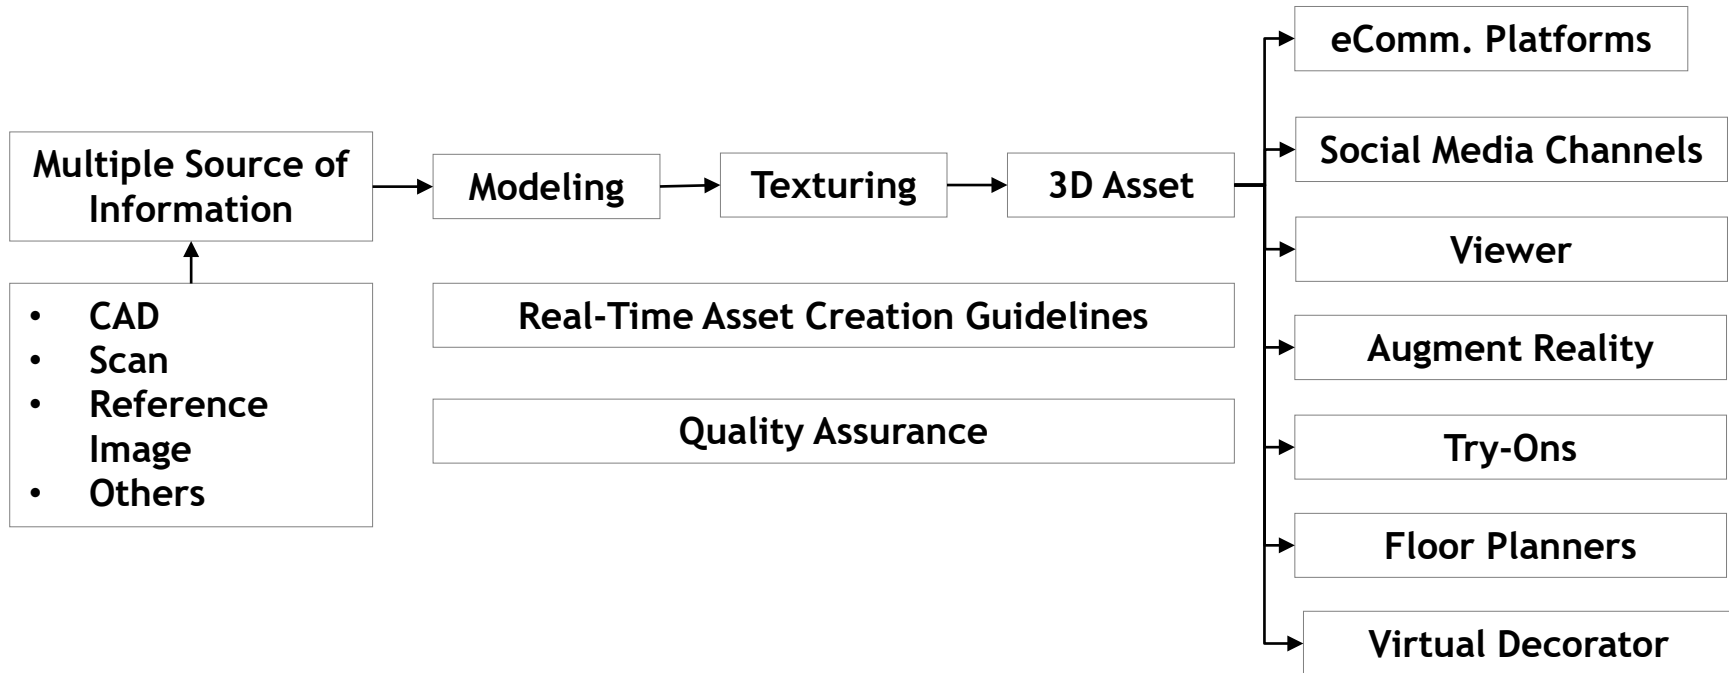 Multiple Source of
Information
• CAD
• Scan
• Reference
Image
• Others
Modeling
Texturing
3D Asset
Real-Time Asset Creation Guidelines
Quality Assurance
eComm. Platforms
Social Media Channels
Viewer
Augment Reality
Try-Ons
Floor Planners
Virtual Decorator